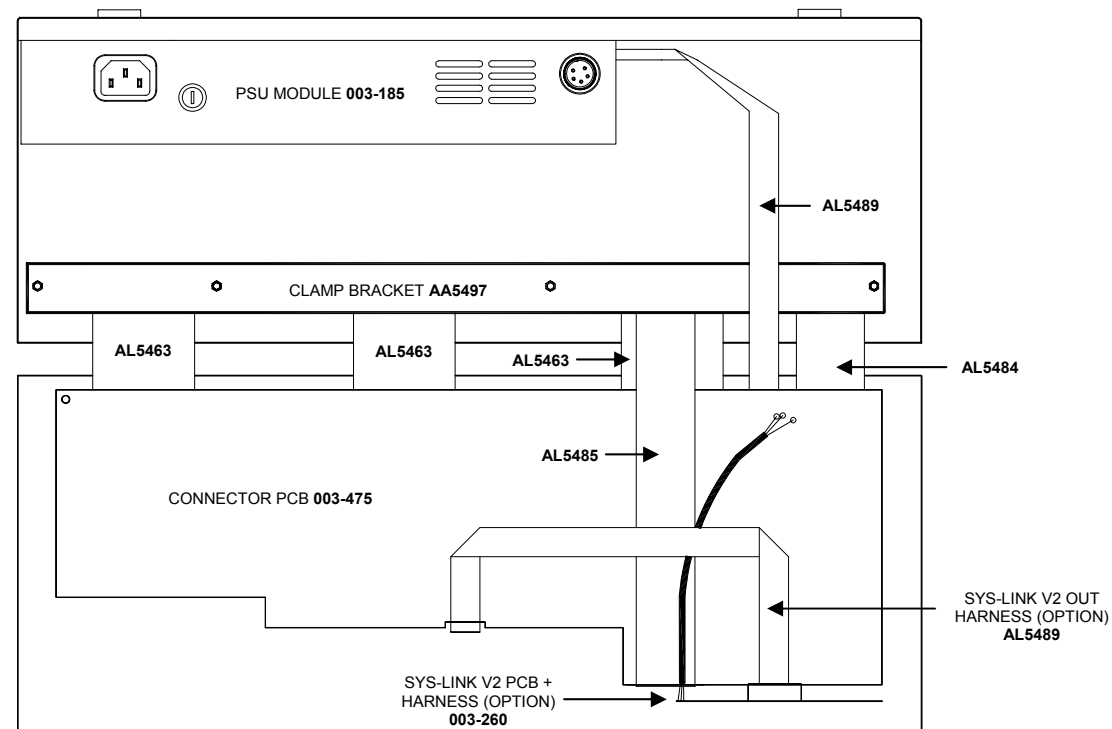 PSU MODULE 003-185
AL5489
CLAMP BRACKET AA5497
AL5463
AL5463
AL5463
AL5484
AL5485
CONNECTOR PCB 003-475
SYS-LINK V2 OUT
HARNESS (OPTION)
AL5489
SYS-LINK V2 PCB +
HARNESS (OPTION)
003-260